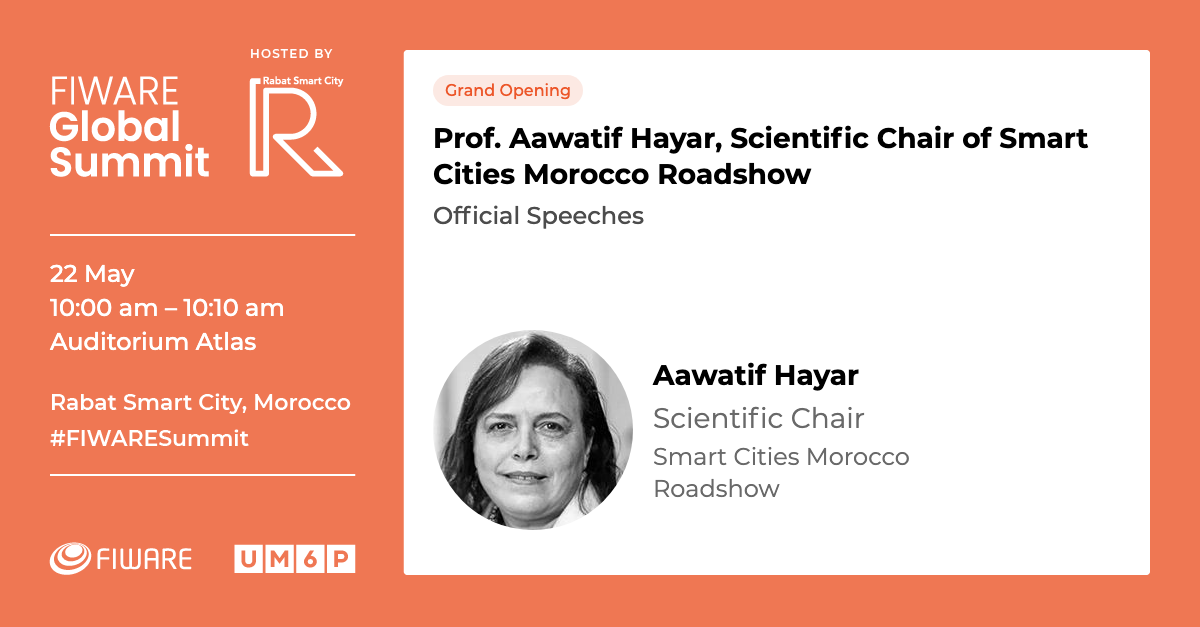 HOSTED BY
FIWARE
Global
Summit
Rabat Smart City
R
22 May
10:00 am – 10:10 am
Auditorium Atlas
Rabat Smart City, Morocco
#FIWARESummit
FIWARE
UM6P
Grand Opening
Prof. Aawatif Hayar, Scientific Chair of Smart
Cities Morocco Roadshow
Official Speeches
Aawatif Hayar
Scientific Chair
Smart Cities Morocco
Roadshow